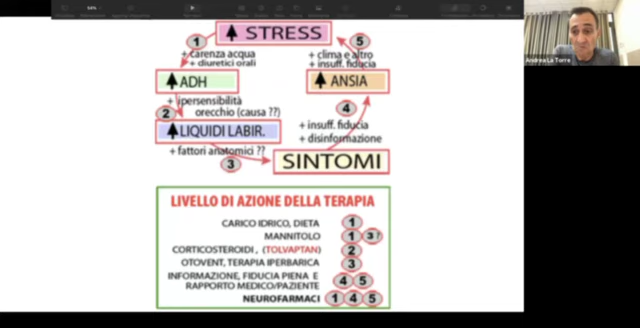 STRESS
1
5
+ carenza acqua
+ diuretici orali
+ clima e altro
+ insuff. fiducia
ADH
ANSIA
+ ipersensibilità
orecchio (causa ??)
2
4
LIQUIDI LABIR.
+ insuff. fiducia
+ disinformazione
+ fattori anatomici ??
3
SINTOMI
LIVELLO DI AZIONE DELLA TERAPIA
CARICO IDRICO, DIETA 1
MANNITOLO 1 3 ?
CORTICOSTEROIDI , (TOLVAPTAN) 2
OTOVENT, TERAPIA IPERBARICA 3
INFORMAZIONE, FIDUCIA PIENA E
RAPPORTO MEDICO/PAZIENTE 4 5
NEUROFARMACI 1 4 5
Andrea La Torre